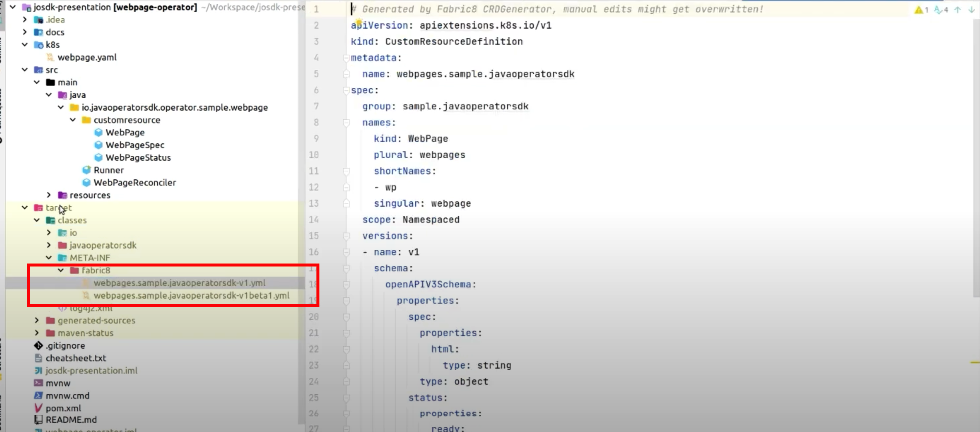 josdk-presentation [webpage-operator] ~/Workspace/josdk-prese
.idea
docs
k8s
webpage.yaml
src
main
java
io.javaoperatorsdk.operator.sample.webpage
customresource
WebPage
WebPageSpec
WebPageStatus
Runner
WebPageReconciler
resources
target
classes
io
javaoperatorsdk
META-INF
fabric8
webpages.sample.javaoperatorsdk-v1.yml
webpages.sample.javaoperatorsdk-v1beta1.yml
log4j2.xml
generated-sources
maven-status
.gitignore
cheatsheet.txt
josdk-presentation.iml
mvnw
mvnw.cmd
pom.xml
README.md
webpage-operator.iml
1 # Generated by Fabric8 CRDGenerator, manual edits might get overwritten!
2 apiVersion: apiextensions.k8s.io/v1
3 kind: CustomResourceDefinition
4 metadata:
5 name: webpages.sample.javaoperatorsdk
6 spec:
7 group: sample.javaoperatorsdk
8 names:
9 kind: WebPage
10 plural: webpages
11 shortNames:
12 - wp
13 singular: webpage
14 scope: Namespaced
15 versions:
16 - name: v1
schema:
18 openAPIV3Schema:
19 properties:
20 spec:
21 properties:
22 html:
23 type: string
24 type: object
25 status:
26 properties:
27 ready:
1 4